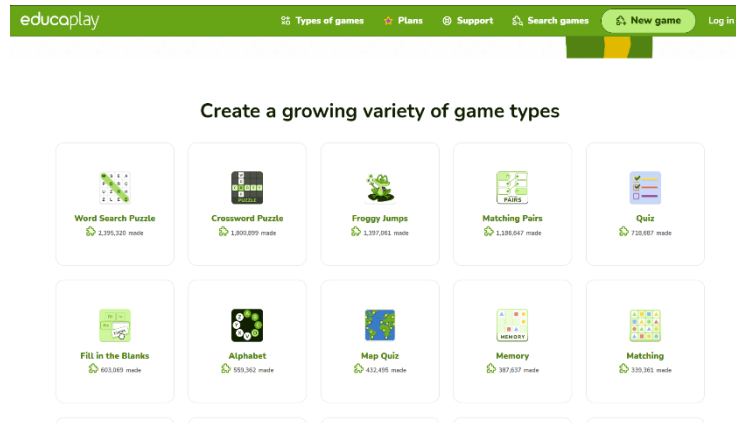 educaplay
Types of games
Plans
Support
Search games
New game
Log in
Create a growing variety of game types
Word Search Puzzle
2,395,320 made
Crossword Puzzle
1,800,899 made
Froggy Jumps
1,397,061 made
PAIRS
Matching Pairs
1,186,647 made
Quiz
718,687 made
Fill in the Blanks
603,069 made
Alphabet
559,362 made
Map Quiz
432,495 made
MEMORY
Memory
387,637 made
Matching
339,361 made